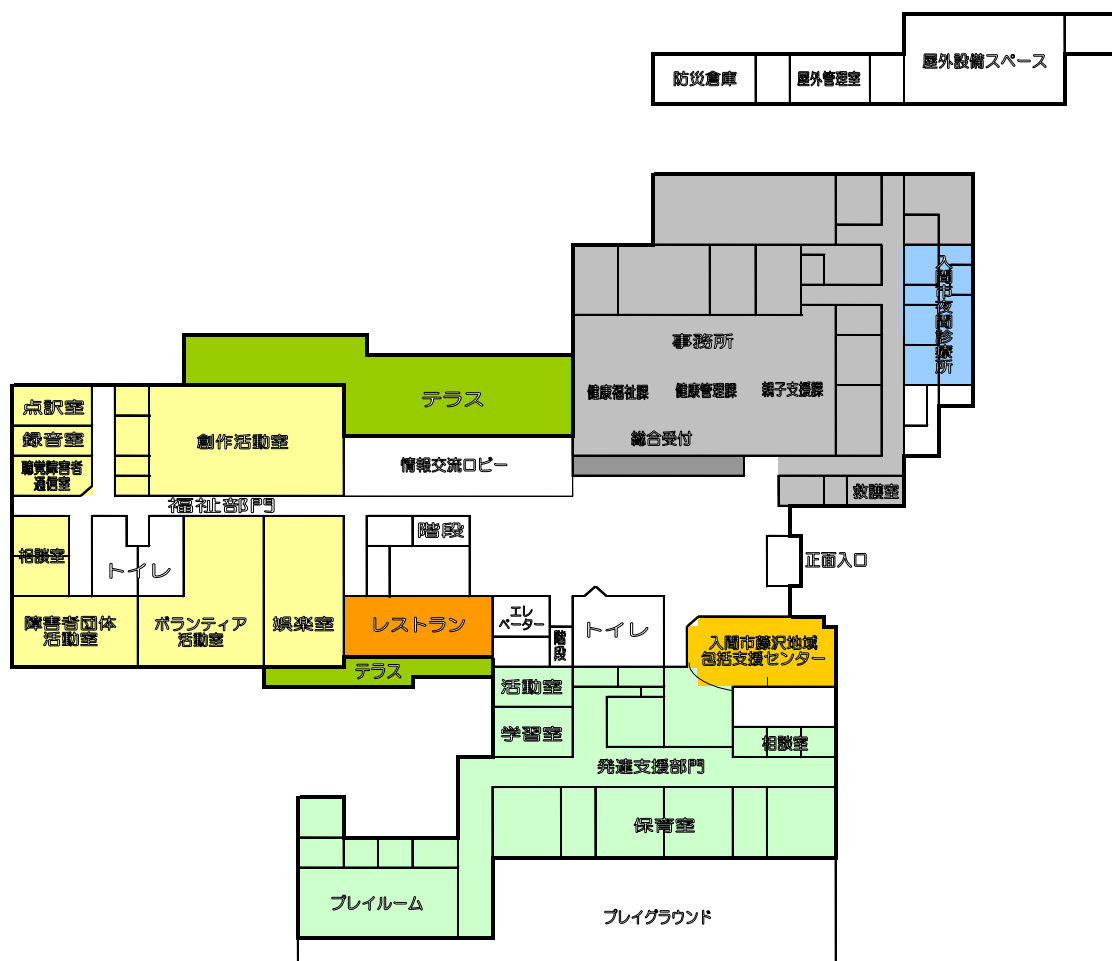 屋外設備スペース
防災倉庫
屋外管理室
入間市夜間診療所
事務所
健康福祉課
健康管理課
親子支援課
総合受付
テラス
点訳室
録音室
聴覚障害者
通信室
創作活動室
情報交流ロビー
救護室
福祉部門
階段
相談室
トイレ
正面入口
障害者団体
活動室
ボランティア
活動室
娯楽室
レストラン
エレ
ベーター
階段
トイレ
入間市藤沢地域
包括支援センター
テラス
活動室
学習室
相談室
発達支援部門
保育室
プレイルーム
プレイグラウンド